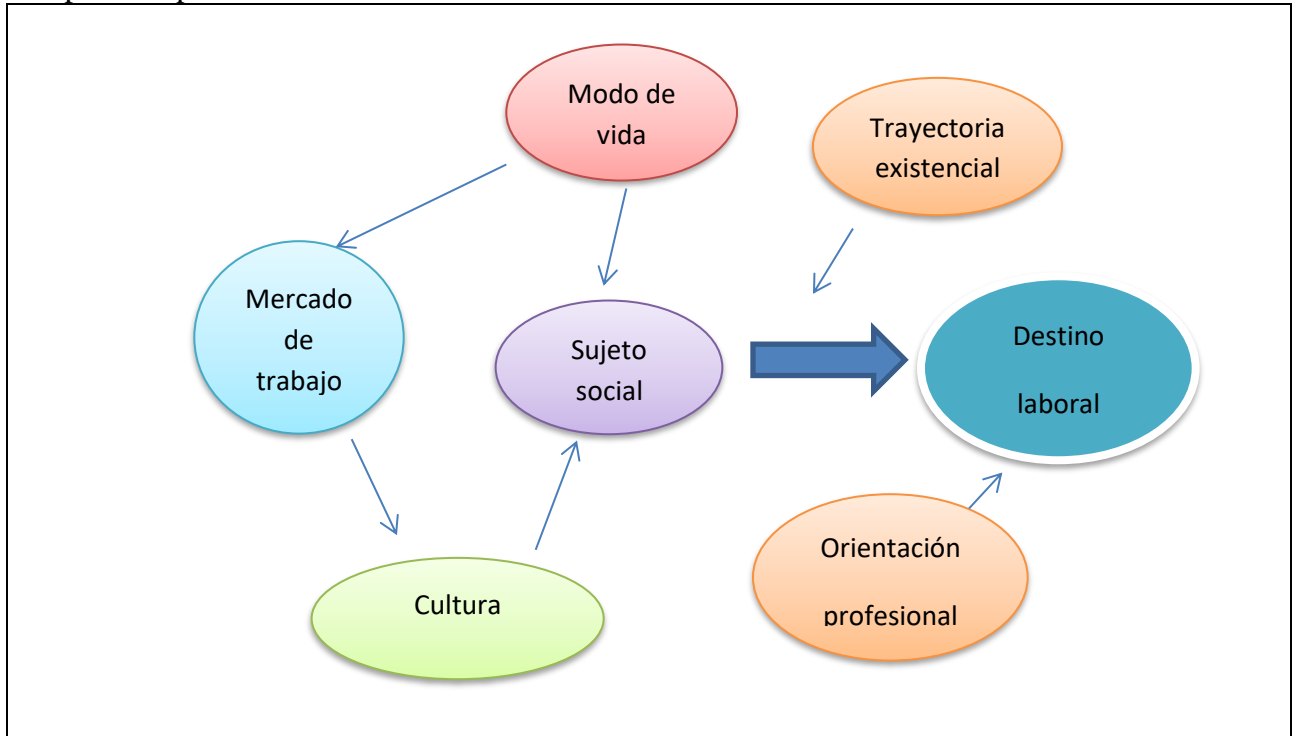 Modo de
vida
Trayectoria
existencial
Mercado
de
trabajo
Sujeto
social
Destino
laboral
Orientación
profesional
Cultura